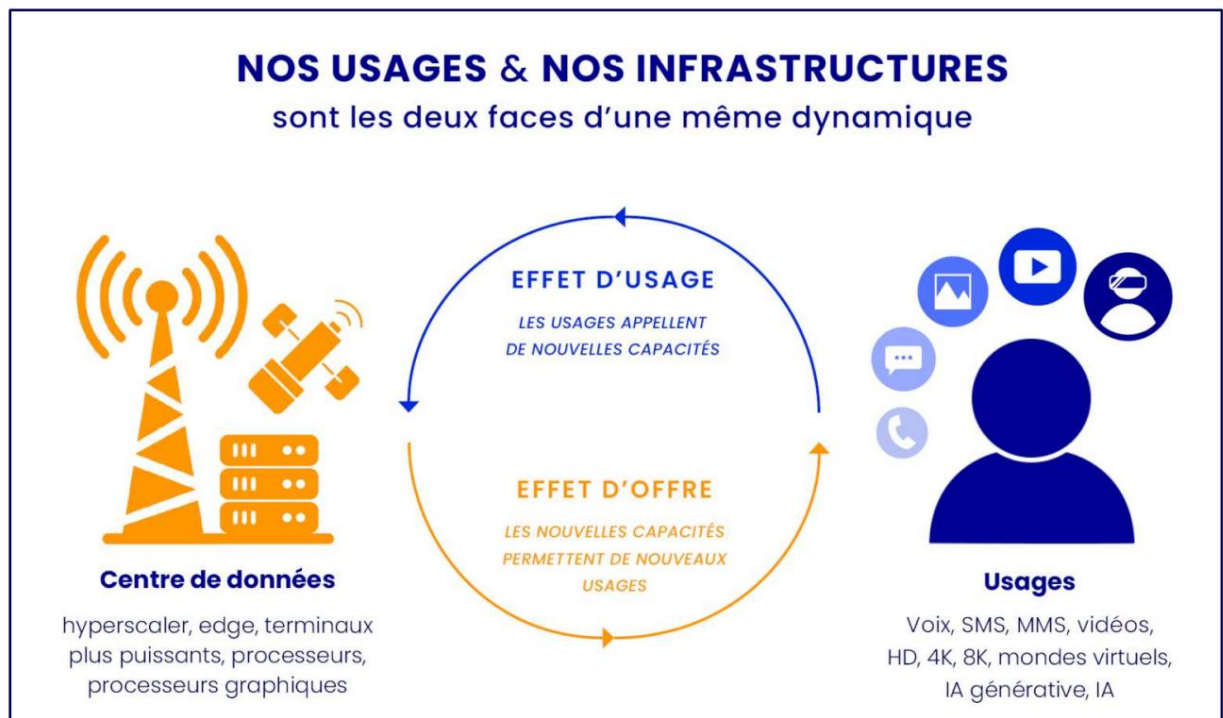 NOS USAGES & NOS INFRASTRUCTURES
sont les deux faces d’une même dynamique
EFFET D’USAGE
LES USAGES APPELLENT
DE NOUVELLES CAPACITÉS
EFFET D’OFFRE
LES NOUVELLES CAPACITÉS
PERMETTENT DE NOUVEAUX
USAGES
Centre de données
hyperscaler, edge, terminaux
plus puissants, processeurs,
processeurs graphiques
Usages
Voix, SMS, MMS, vidéos,
HD, 4K, 8K, mondes virtuels,
IA générative, IA